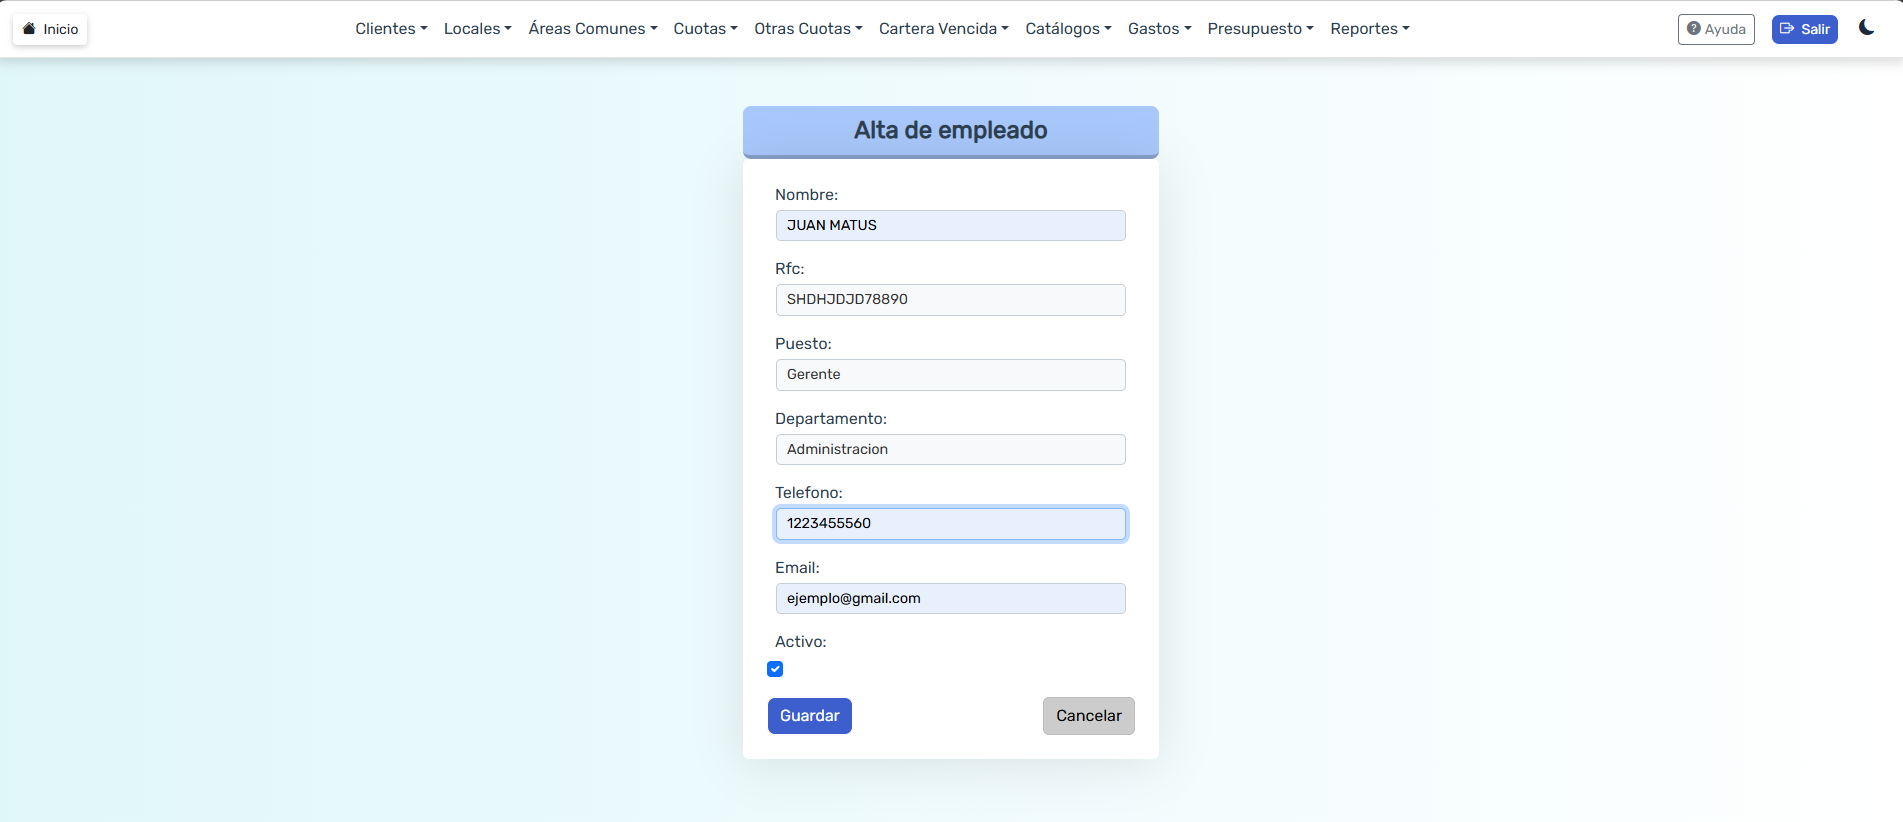 Inicio Clientes Locales Áreas Comunes Cuotas Otras Cuotas Cartera Vencida Catálogos Gastos Presupuesto Reportes Ayuda Salir
Alta de empleado
Nombre:
JUAN MATUS
Rfc:
SHDHJDJD78890
Puesto:
Gerente
Departamento:
Administracion
Telefono:
1223455560
Email:
ejemplo@gmail.com
Activo:
Guardar Cancelar